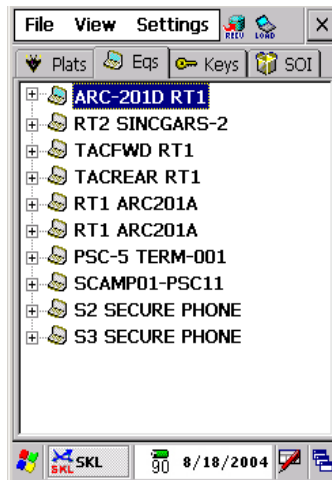 File View Settings RECV LOAD X
Plats Eqs Keys SOI
ARC-201D RT1
RT2 SINCGARS-2
TACFWD RT1
TACREAR RT1
RT1 ARC201A
RT1 ARC201A
PSC-5 TERM-001
SCAMP01-PSC11
S2 SECURE PHONE
S3 SECURE PHONE
SKL SKL 90 8/18/2004